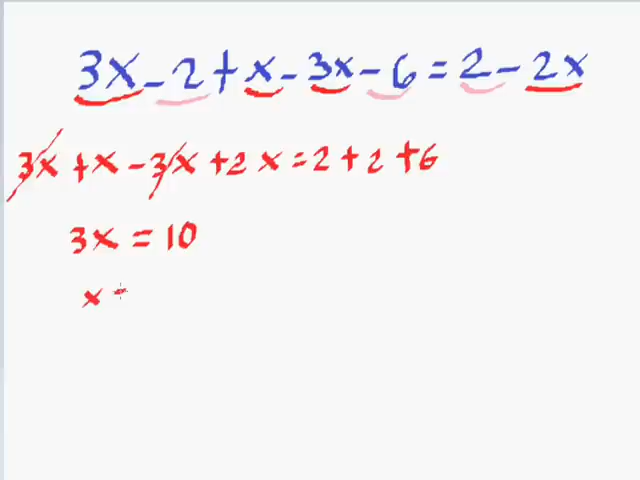 3x - 2 + x - 3x - 6 = 2 - 2x
3x + x - 3x + 2x = 2 + 2 + 6
3x = 10
x -